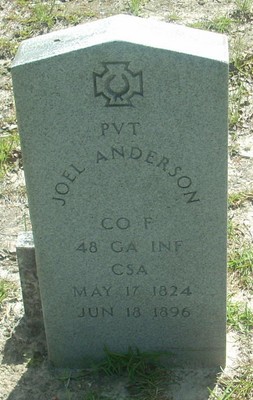 PVT
JOEL ANDERSON
CO F
48 GA INF
CSA
MAY 17 1824
JUN 18 1896